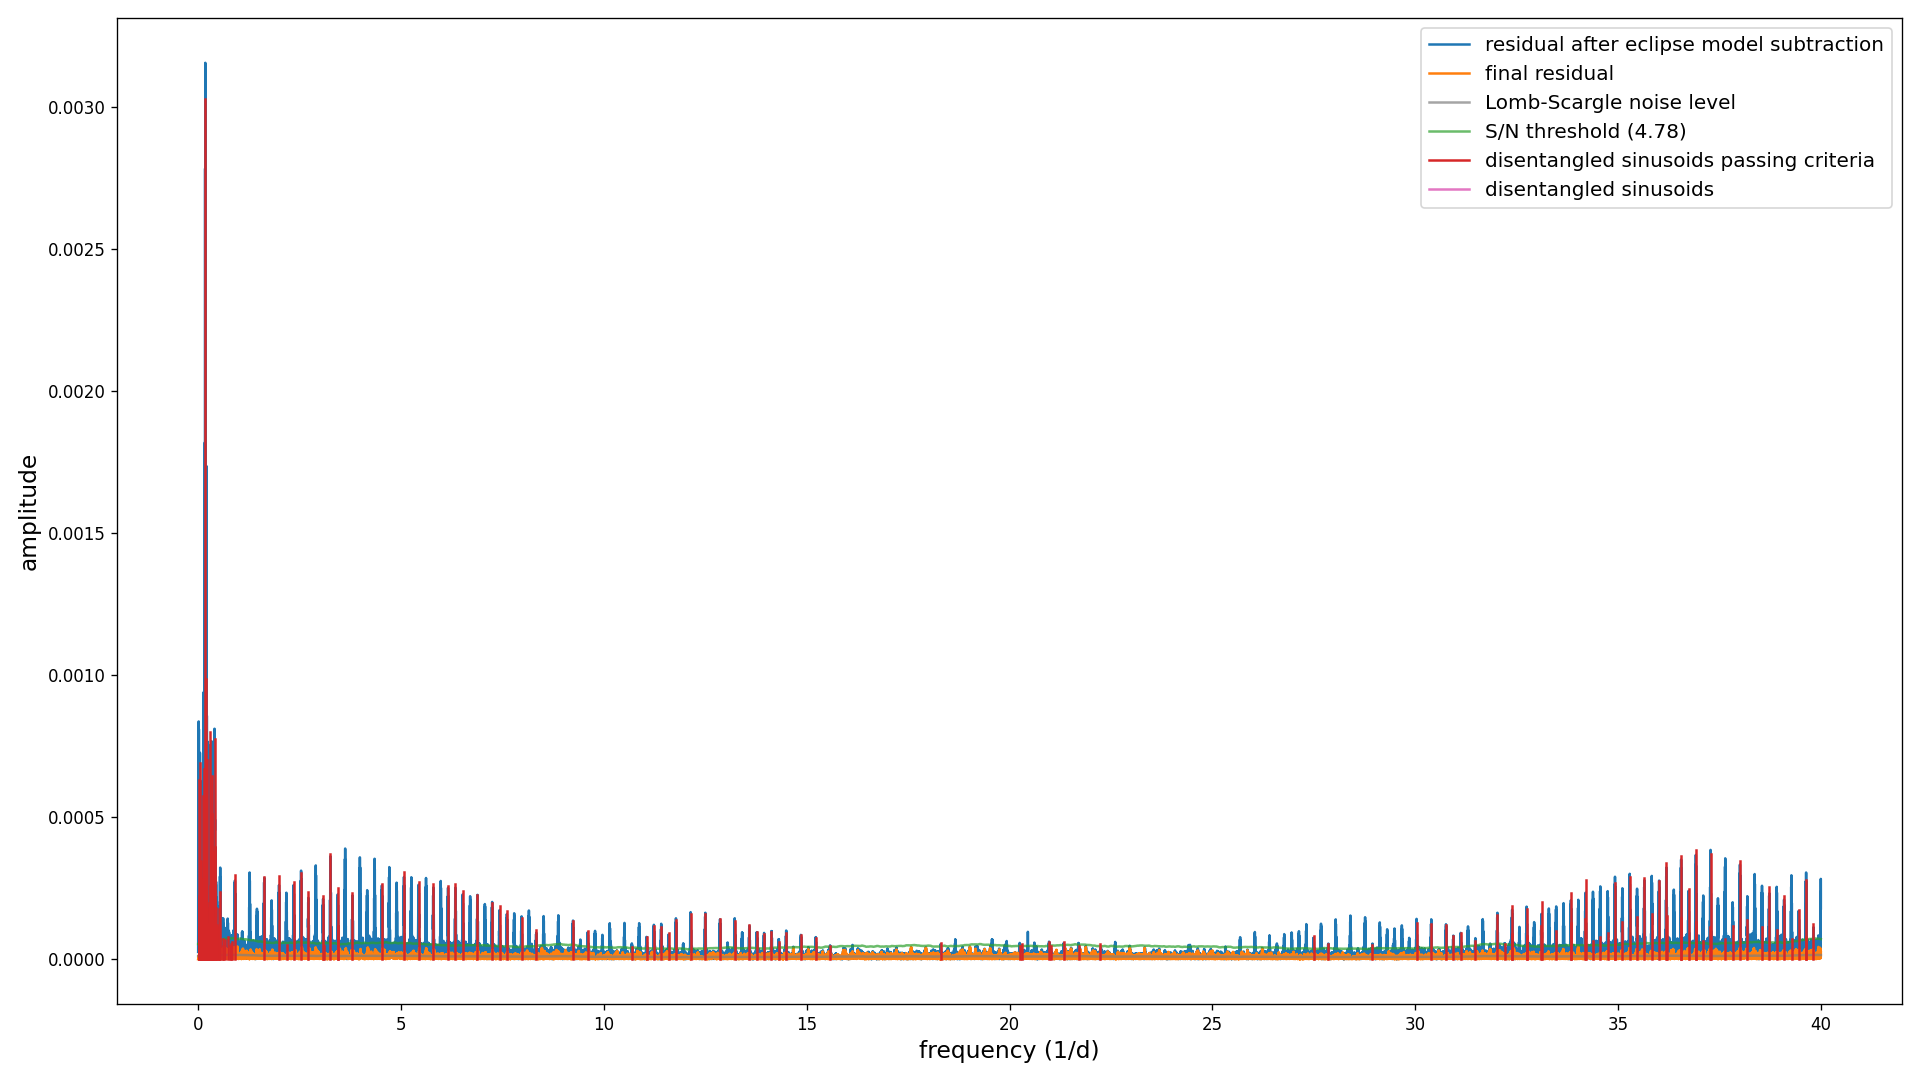 residual after eclipse model subtraction
final residual
Lomb-Scargle noise level
S/N threshold (4.78)
disentangled sinusoids passing criteria
disentangled sinusoids
0.0030
0.0025
0.0020
0.0015
0.0010
0.0005
0.0000
amplitude
0 5 10 15 20 25 30 35 40
frequency (1/d)